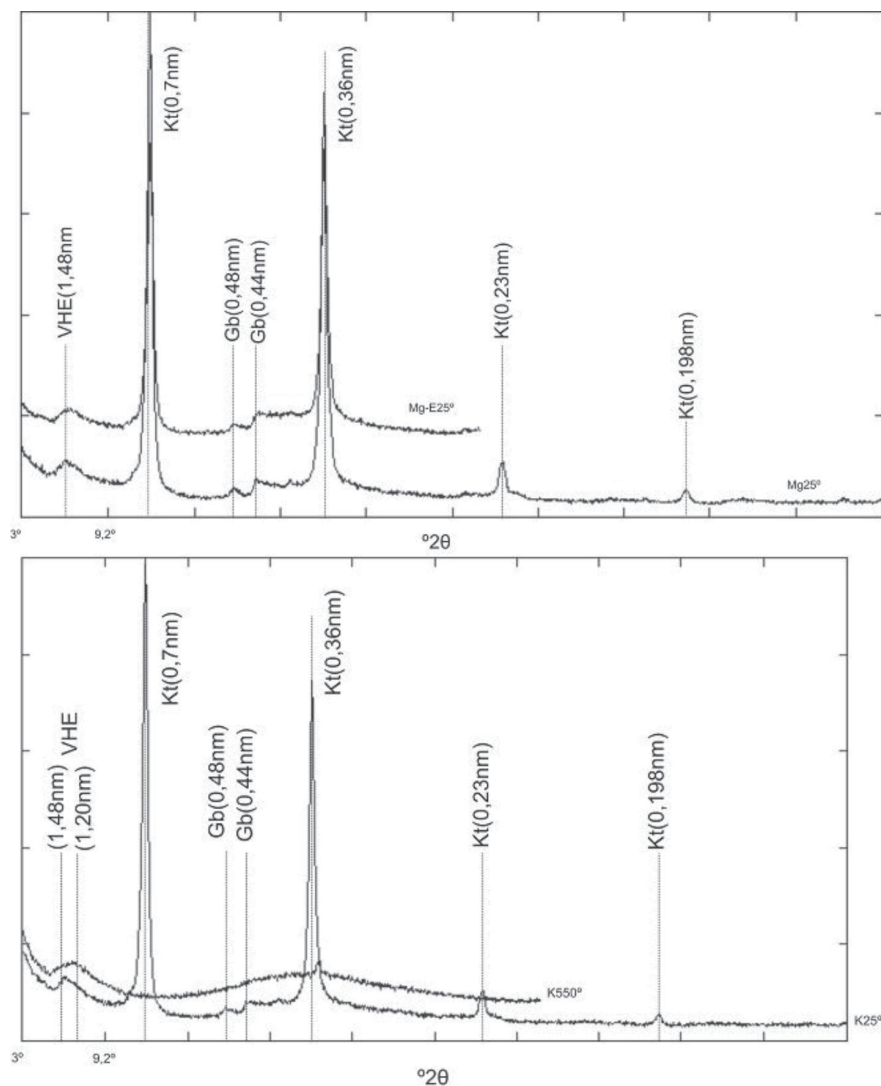 VHE(1,48nm
Kt(0,7nm)
Gb(0,48nm)
Gb(0,44nm)
Kt(0,36nm)
Kt(0,23nm)
Kt(0,198nm)
Mg-E25º
Mg25º
3º
9,2º
º2θ
(1,48nm)
VHE
(1,20nm)
Kt(0,7nm)
Gb(0,48nm)
Gb(0,44nm)
Kt(0,36nm)
Kt(0,23nm)
Kt(0,198nm)
K550º
K25º
3º
9,2º
º2θ